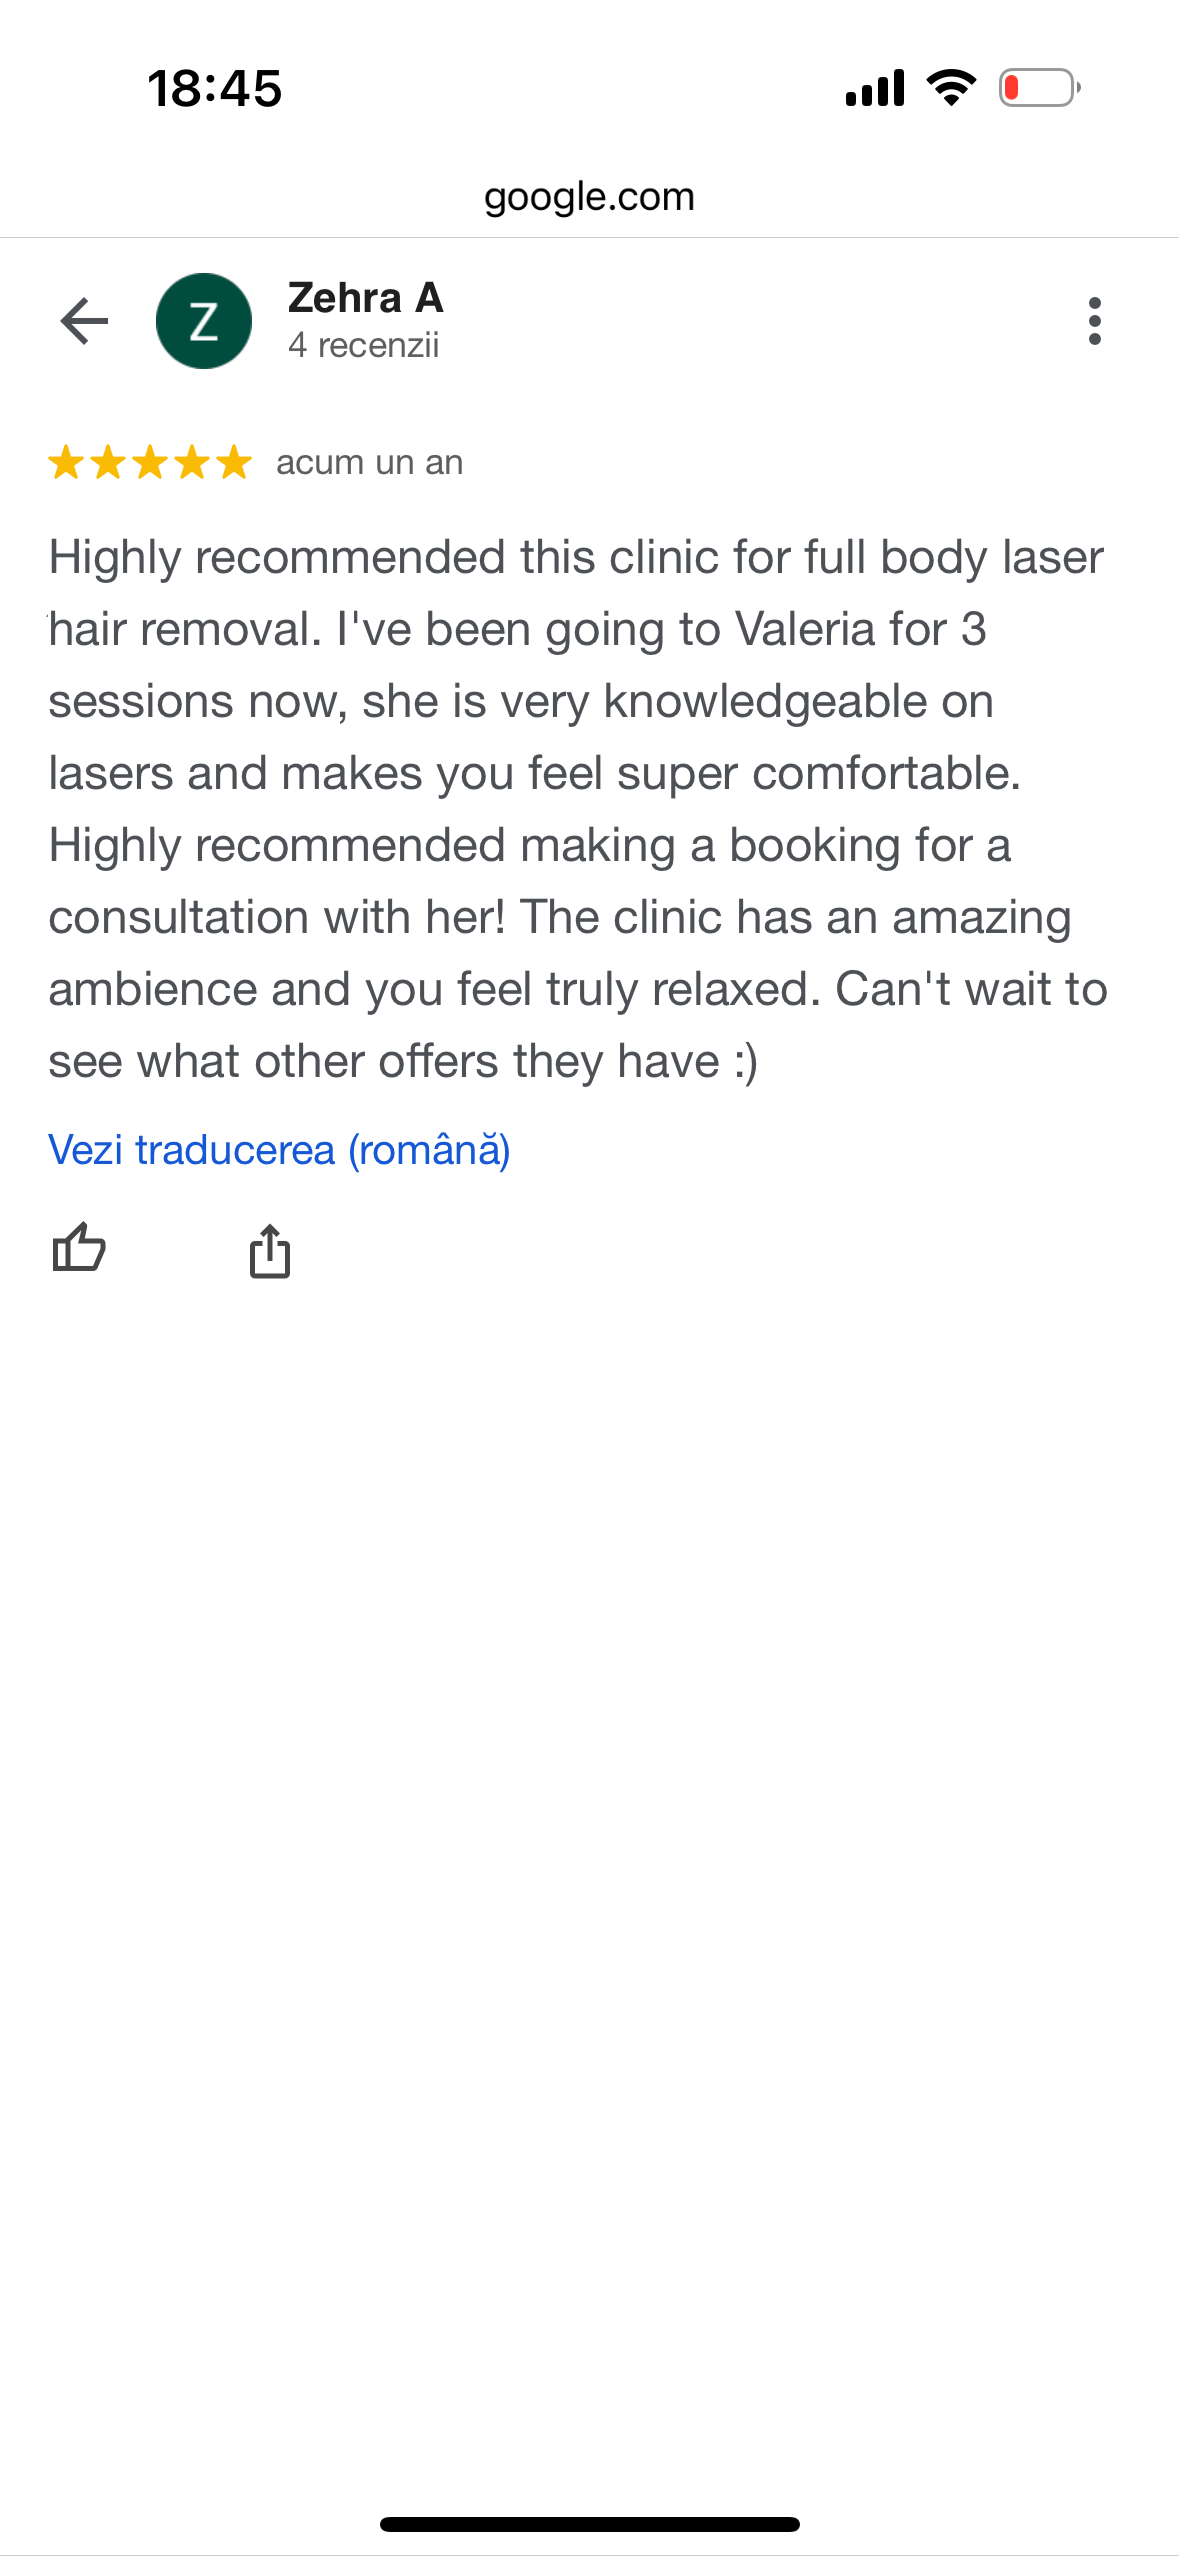 18:45
google.com
Z
Zehra A
4 recenzii
acum un an
Highly recommended this clinic for full body laser
hair removal. I've been going to Valeria for 3
sessions now, she is very knowledgeable on
lasers and makes you feel super comfortable.
Highly recommended making a booking for a
consultation with her! The clinic has an amazing
ambience and you feel truly relaxed. Can't wait to
see what other offers they have :)
Vezi traducerea (română)